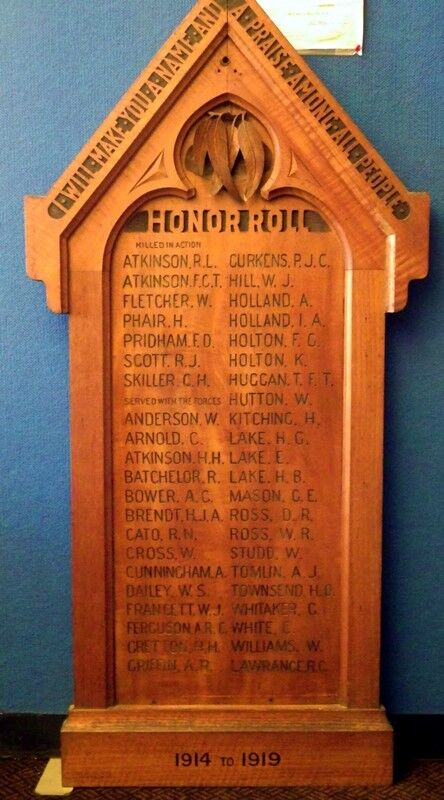 I WILL MAKE YOU A NAME AND
A PRAISE AMONG ALL PEOPLE
HONOR ROLL
KILLED IN ACTION
ATKINSON, R.L.
ATKINSON, F.C.T.
FLETCHER, W.
PHAIR, H.
PRIDHAM, F.D.
SCOTT, R.J.
SKILLER, C.H.
SERVED WITH THE FORCES
ANDERSON, W.
ARNOLD, C.
ATKINSON, H.H.
BATCHELOR, R.
BOWER, A.C.
BRENDT, H.J.A.
CATO, R.N.
CROSS, W.
CUNNINGHAM, A.
DAILEY, W.S.
FRANCETT, W.J.
FERGUSON, A.R.E.
GRETTON, B.H.
GRIFFIN, A.R.
GURKENS, P.J.C.
HILL, W.J.
HOLLAND, A.
HOLLAND, I.A.
HOLTON, F.G.
HOLTON, K.
HUGGAN, T.F.T.
HUTTON, W.
KITCHING, H.
LAKE, H.G.
LAKE, E.
LAKE, H.B.
MASON, G.E.
ROSS, D.R.
ROSS, W.R.
STUDD, W.
TOMLIN, A.J.
TOWNSEND, H.O.
WHITAKER, G.
WHITE, E.
WILLIAMS, W.
LAWRANCE, R.C.
1914 TO 1919